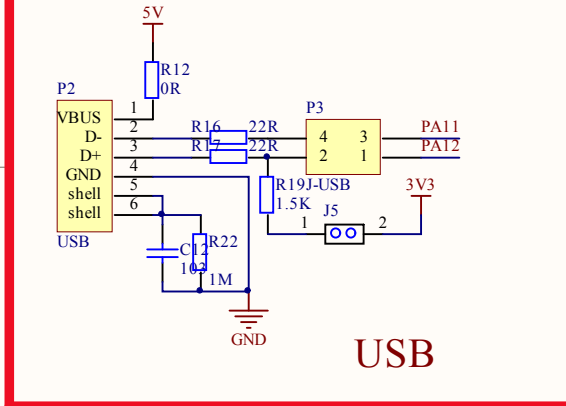 5V
R12
0R
P2
1
VBUS
2
D-
3
D+
4
GND
5
shell
6
shell
USB
R16 22R
R17 22R
P3
4 3
2 1
PA11
PA12
R19 J-USB
1.5K
3V3
J5
1 2
C12
103
R22
1M
GND
USB